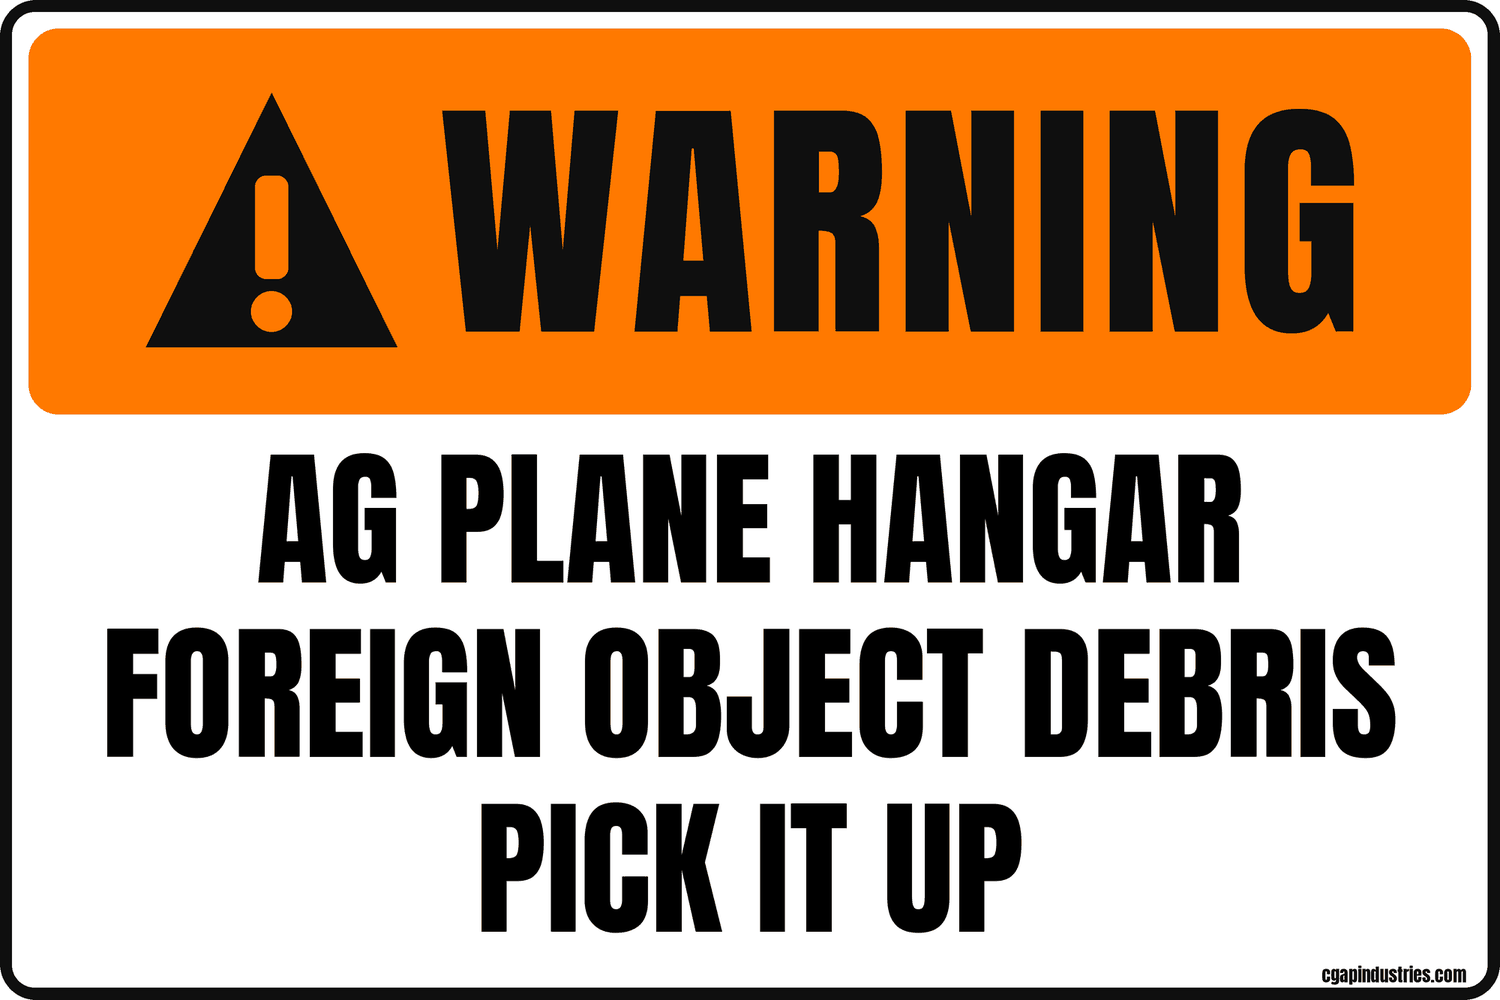 WARNING
AG PLANE HANGAR
FOREIGN OBJECT DEBRIS
PICK IT UP
cgapindustries.com